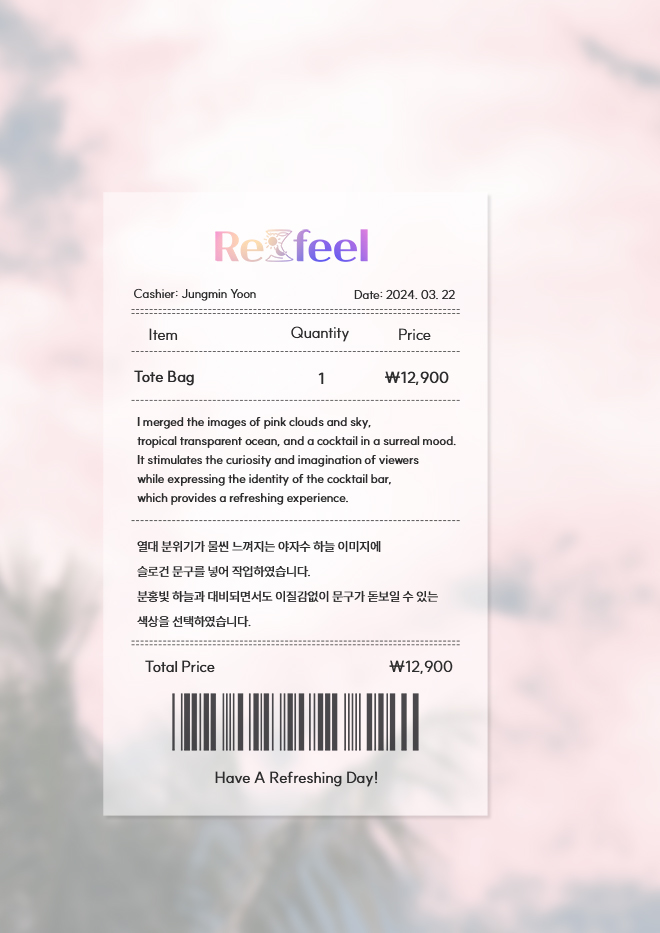 Re feel
Cashier: Jungmin Yoon Date: 2024. 03. 22
Item Quantity Price
Tote Bag 1 ₩12,900
I merged the images of pink clouds and sky,
tropical transparent ocean, and a cocktail in a surreal mood.
It stimulates the curiosity and imagination of viewers
while expressing the identity of the cocktail bar,
which provides a refreshing experience.
열대 분위기가 물씬 느껴지는 야자수 하늘 이미지에
슬로건 문구를 넣어 작업하였습니다.
분홍빛 하늘과 대비되면서도 이질감없이 문구가 돋보일 수 있는
색상을 선택하였습니다.
Total Price ₩12,900
Have A Refreshing Day!